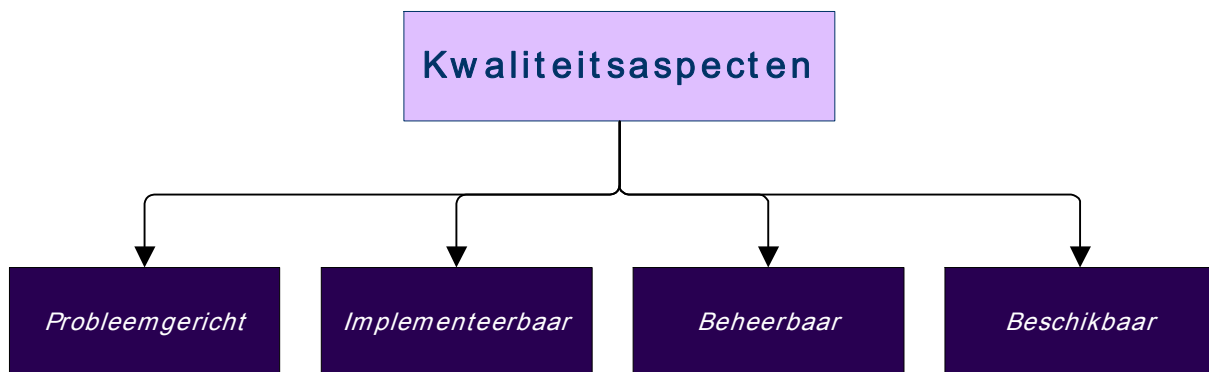 Kwaliteitsaspecten
Probleemgericht
Implementeerbaar
Beheerbaar
Beschikbaar